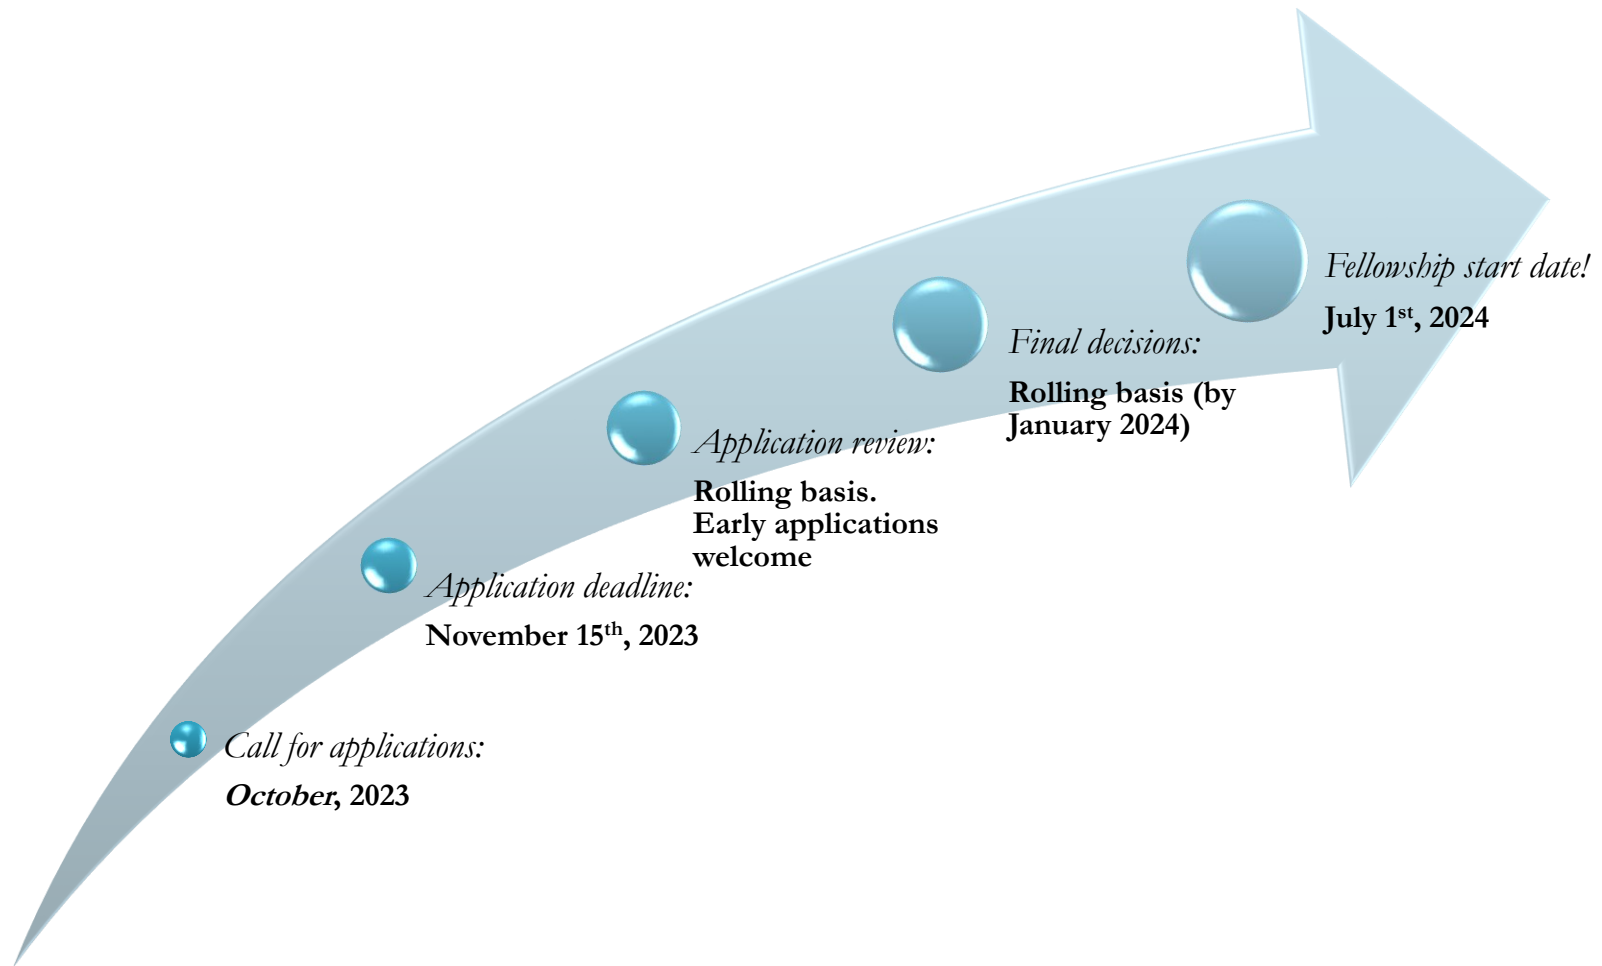 Call for applications:
October, 2023
Application deadline:
November 15th, 2023
Application review:
Rolling basis.
Early applications
welcome
Final decisions:
Rolling basis (by
January 2024)
Fellowship start date!
July 1st, 2024